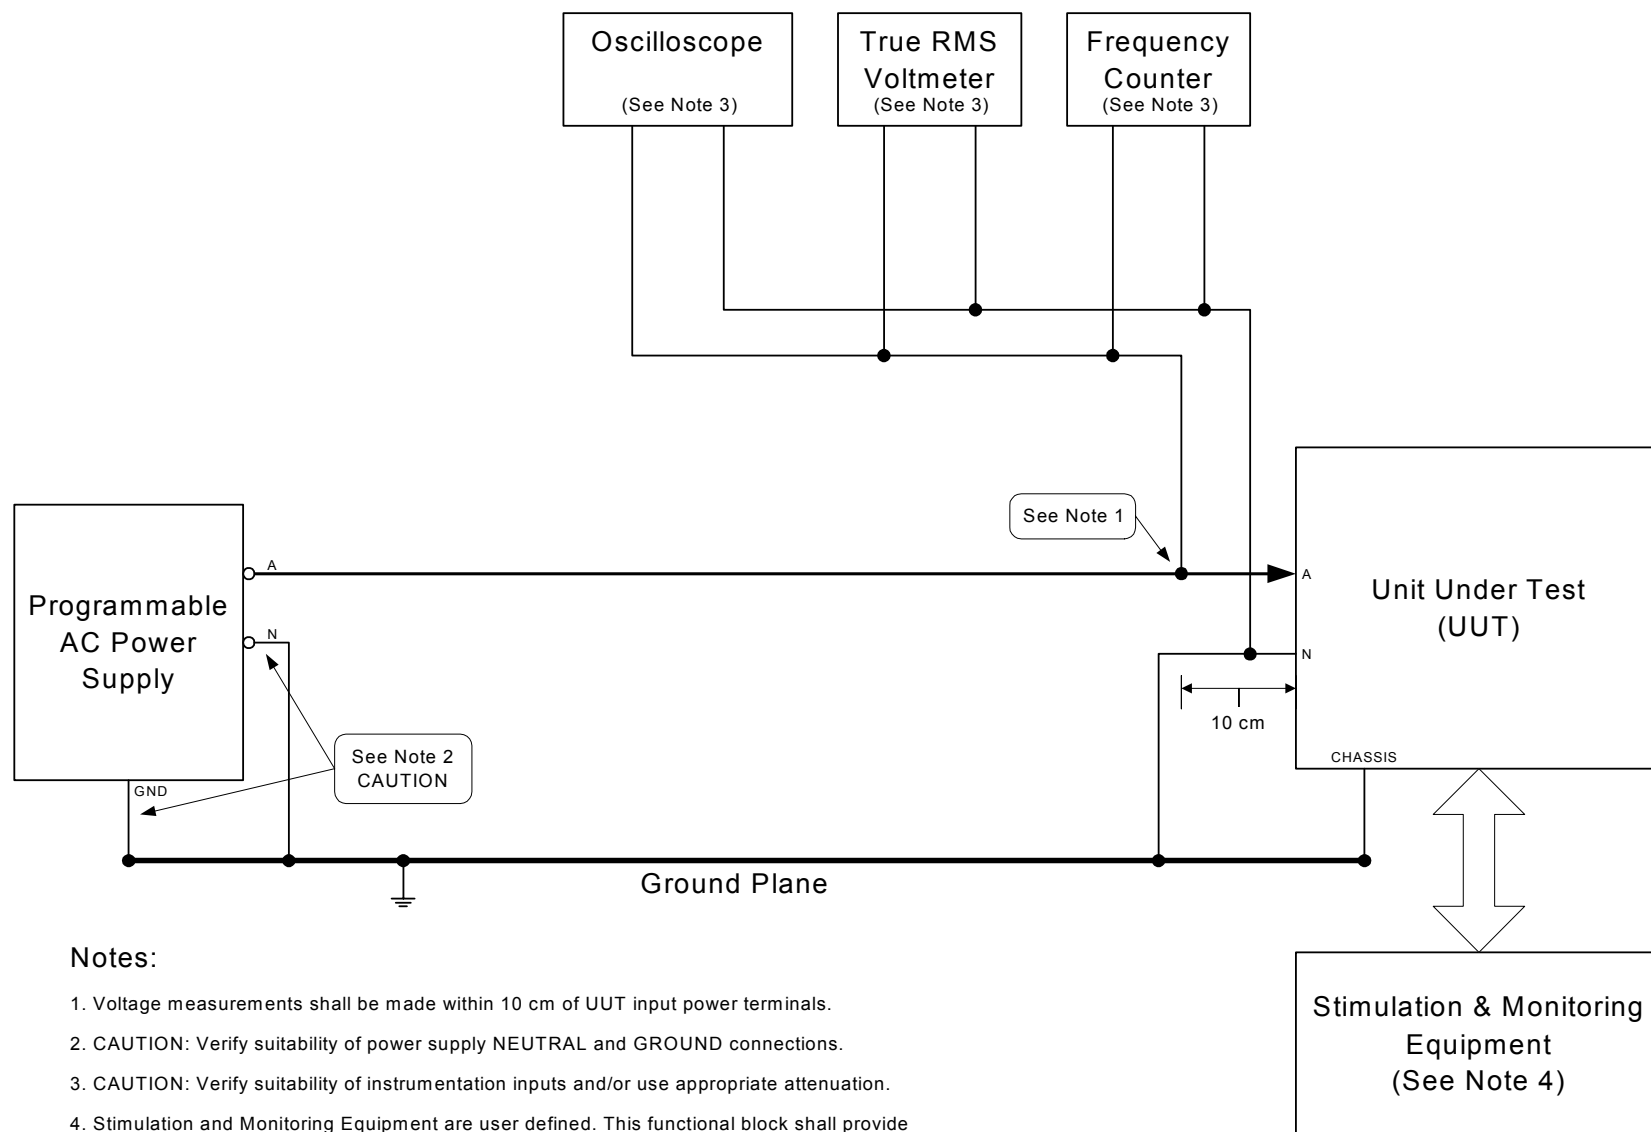 Oscilloscope
(See Note 3)
True RMS
Voltmeter
(See Note 3)
Frequency
Counter
(See Note 3)
See Note 1
Programmable
AC Power
Supply
A
N
GND
See Note 2
CAUTION
A
N
Unit Under Test
(UUT)
10 cm
CHASSIS
Ground Plane
Notes:
1. Voltage measurements shall be made within 10 cm of UUT input power terminals.
2. CAUTION: Verify suitability of power supply NEUTRAL and GROUND connections.
3. CAUTION: Verify suitability of instrumentation inputs and/or use appropriate attenuation.
4. Stimulation and Monitoring Equipment are user defined. This functional block shall provide
Stimulation & Monitoring
Equipment
(See Note 4)